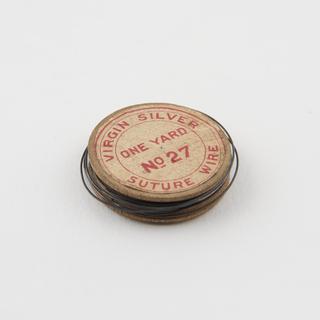 VIRGIN SILVER
ONE YARD
No 27
SUTURE WIRE